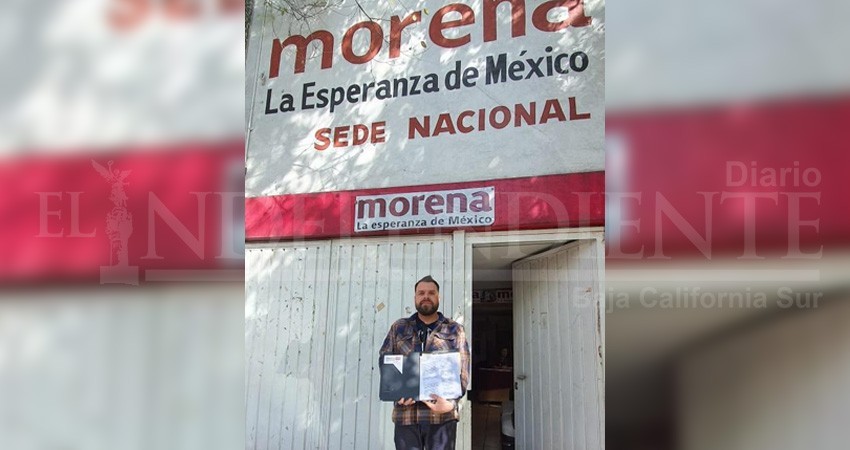 morena
La Esperanza de México
SEDE NACIONAL
morena
La esperanza de México
Diario
EL INDEPENDIENTE
Baja California Sur